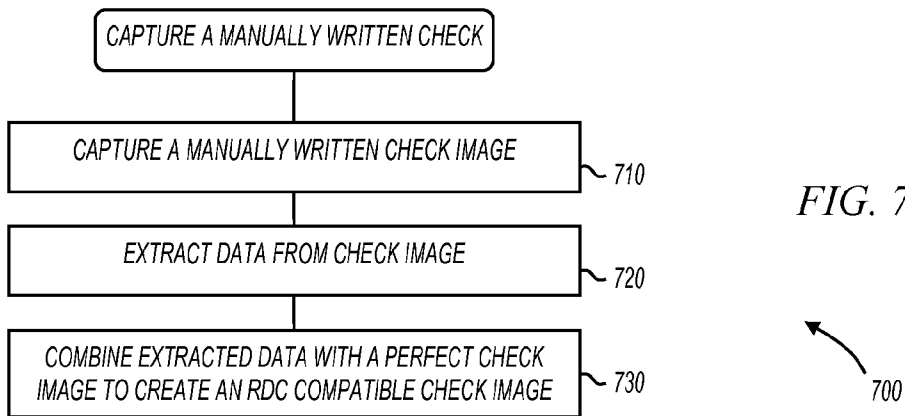 CAPTURE A MANUALLY WRITTEN CHECK
CAPTURE A MANUALLY WRITTEN CHECK IMAGE
710
FIG. 7
EXTRACT DATA FROM CHECK IMAGE
720
COMBINE EXTRACTED DATA WITH A PERFECT CHECK
IMAGE TO CREATE AN RDC COMPATIBLE CHECK IMAGE
730
700